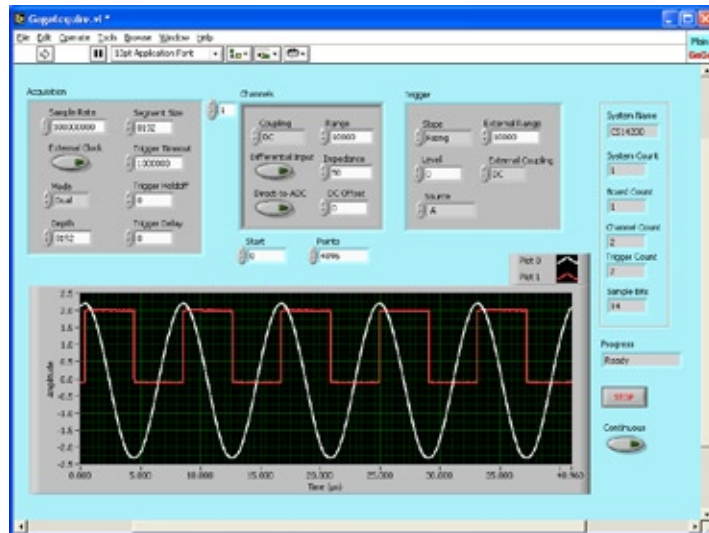 GageAcquire.vi *
File Edit Operate Tools Browse Window Help
13pt Application Font
Main
Acquisition
Sample Rate
100000000
Segment Size
8192
External Clock
Trigger Timeout
1000000
Mode
Dual
Trigger Holdoff
0
Depth
8192
Trigger Delay
0
1
Channels
Coupling
DC
Range
10000
Differential Input
Impedance
50
Direct-to-ADC
DC Offset
0
Trigger
Slope
Rising
External Range
10000
Level
0
External Coupling
DC
Source
A
System Name
CS14200
System Count
1
Board Count
1
Channel Count
2
Trigger Count
2
Sample Bits
14
Start
0
Points
4096
Plot 0
Plot 1
Amplitude
2.5
2.0
1.5
1.0
0.5
0.0
-0.5
-1.0
-1.5
-2.0
-2.5
0.000 5.000 10.000 15.000 20.000 25.000 30.000 35.000 40.960
Time (µs)
Progress
Ready
STOP
Continuous